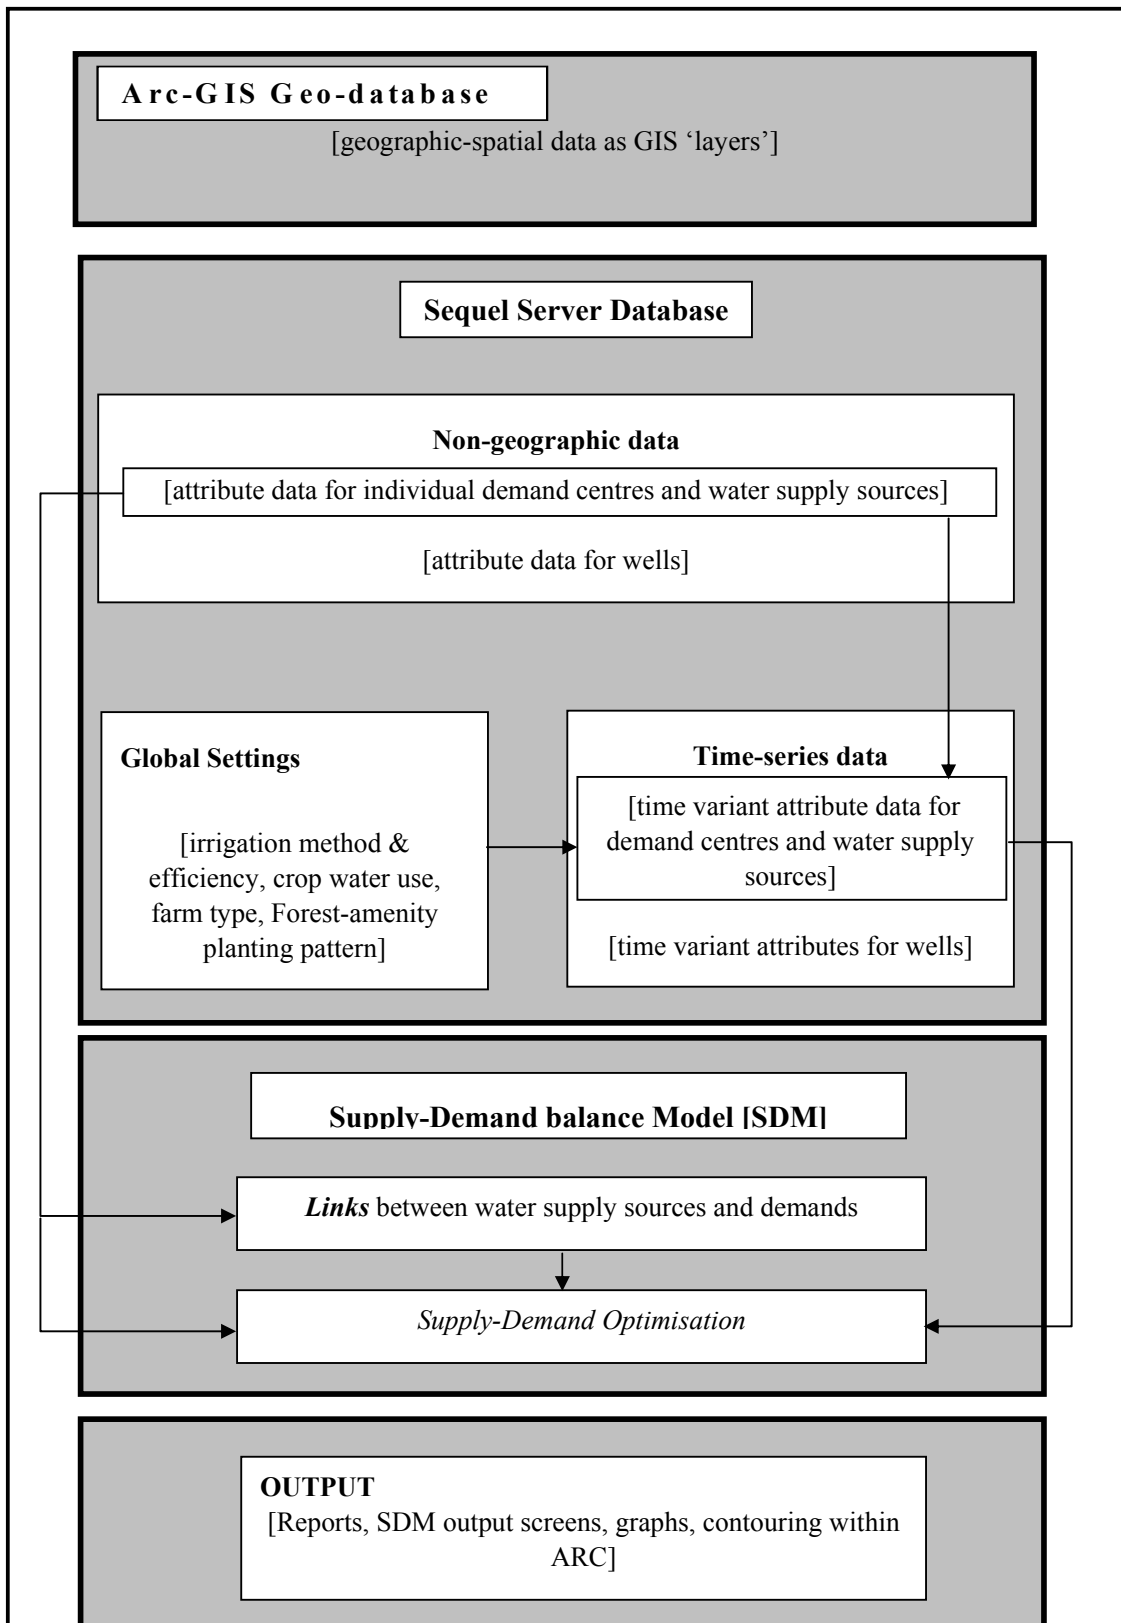 Arc-GIS Geo-database
[geographic-spatial data as GIS ‘layers’]
Sequel Server Database
Non-geographic data
[attribute data for individual demand centres and water supply sources]
[attribute data for wells]
Global Settings
[irrigation method &
efficiency, crop water use,
farm type, Forest-amenity
planting pattern]
Time-series data
[time variant attribute data for
demand centres and water supply
sources]
[time variant attributes for wells]
Supply-Demand balance Model [SDM]
Links between water supply sources and demands
Supply-Demand Optimisation
OUTPUT
[Reports, SDM output screens, graphs, contouring within
ARC]